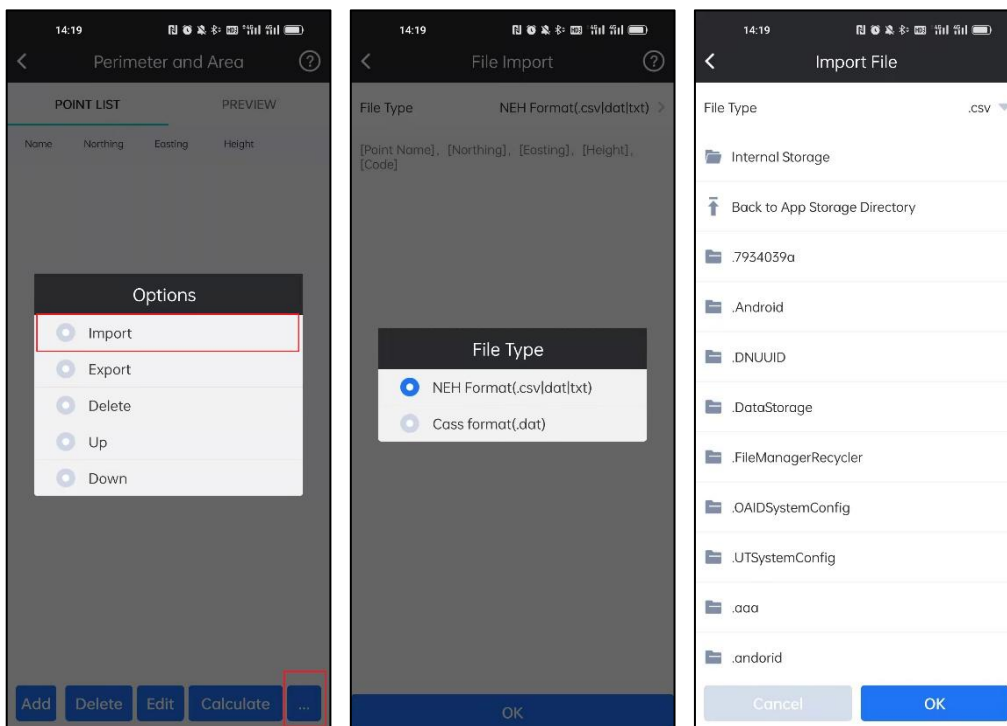 14:19
Perimeter and Area
POINT LIST PREVIEW
Name Northing Easting Height
Options
Import
Export
Delete
Up
Down
Add Delete Edit Calculate ...
14:19
File Import
File Type NEH Format(.csv|dat|txt)
[Point Name], [Northing], [Easting], [Height],
[Code]
File Type
NEH Format(.csv|dat|txt)
Cass format(.dat)
OK
14:19
Import File
File Type .csv
Internal Storage
Back to App Storage Directory
.7934039a
.Android
.DNUUID
.DataStorage
.FileManagerRecycler
.OAIDSystemConfig
.UTSystemConfig
.aaa
.andorid
Cancel OK